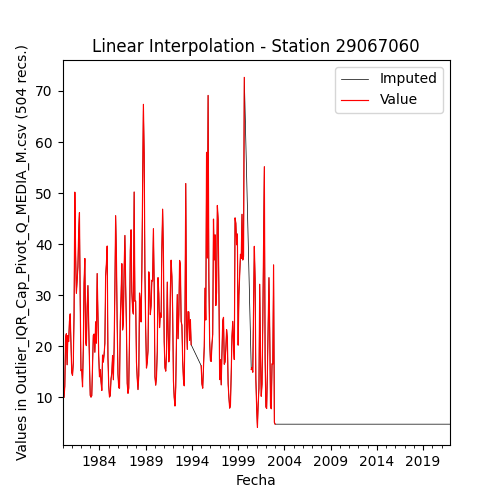 Linear Interpolation - Station 29067060
Imputed
Value
Values in Outlier_IQR_Cap_Pivot_Q_MEDIA_M.csv (504 recs.)
70
60
50
40
30
20
10
1984 1989 1994 1999 2004 2009 2014 2019
Fecha